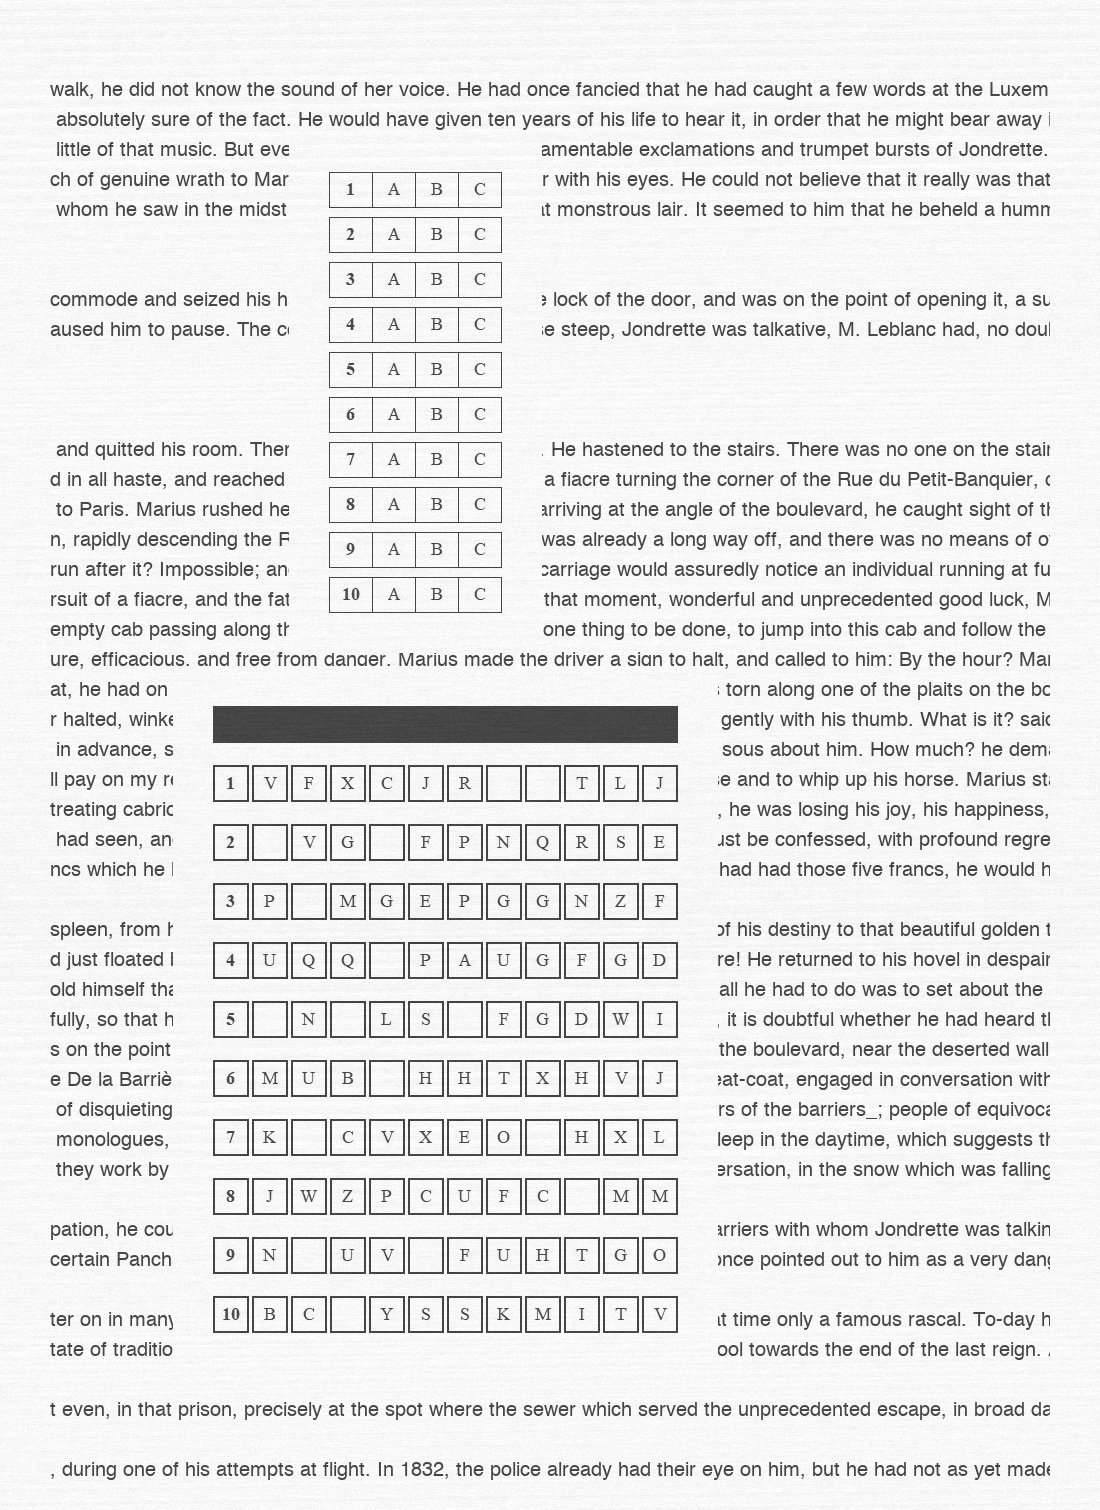 walk, he did not know the sound of her voice. He had once fancied that he had caught a few words at the Luxem
absolutely sure of the fact. He would have given ten years of his life to hear it, in order that he might bear away
little of that music. But eve
amentable exclamations and trumpet bursts of Jondrette.
ch of genuine wrath to Mar
r with his eyes. He could not believe that it really was that
whom he saw in the midst
at monstrous lair. It seemed to him that he beheld a humm
1 A B C
2 A B C
3 A B C
commode and seized his h
e lock of the door, and was on the point of opening it, a su
aused him to pause. The c
se steep, Jondrette was talkative, M. Leblanc had, no doul
4 A B C
5 A B C
6 A B C
and quitted his room. Ther
. He hastened to the stairs. There was no one on the stair
7 A B C
d in all haste, and reached
a fiacre turning the corner of the Rue du Petit-Banquier,
8 A B C
to Paris. Marius rushed he
arriving at the angle of the boulevard, he caught sight of th
n, rapidly descending the R
was already a long way off, and there was no means of o
9 A B C
run after it? Impossible; an
carriage would assuredly notice an individual running at fu
10 A B C
rsuit of a fiacre, and the fat
that moment, wonderful and unprecedented good luck, M
empty cab passing along th
one thing to be done, to jump into this cab and follow the
ure, efficacious, and free from danger. Marius made the driver a sign to halt, and called to him: By the hour? Mar
at, he had on
torn along one of the plaits on the bo
r halted, winke
gently with his thumb. What is it? said
in advance, s
sous about him. How much? he dema
1 V F X C J R T L J
ll pay on my re
se and to whip up his horse. Marius sta
treating cabric
, he was losing his joy, his happiness,
2 V G F P N Q R S E
had seen, and
ust be confessed, with profound regre
ncs which he
had had those five francs, he would h
3 P M G E P G G N Z F
spleen, from h
of his destiny to that beautiful golden t
4 U Q Q P A U G F G D
d just floated
re! He returned to his hovel in despair
old himself tha
all he had to do was to set about the
5 N L S F G D W I
fully, so that h
, it is doubtful whether he had heard th
s on the point
the boulevard, near the deserted wall
6 M U B H H T X H V J
e De la Barriè
eat-coat, engaged in conversation with
of disquieting
rs of the barriers_; people of equivoca
7 K C V X E O H X L
monologues,
leep in the daytime, which suggests th
they work by
ersation, in the snow which was falling
8 J W Z P C U F C M M
pation, he cou
arriers with whom Jondrette was talkin
9 N U V F U H T G O
certain Panch
once pointed out to him as a very dang
10 B C Y S S K M I T V
ter on in many
at time only a famous rascal. To-day h
tate of traditio
ool towards the end of the last reign.
t even, in that prison, precisely at the spot where the sewer which served the unprecedented escape, in broad da
, during one of his attempts at flight. In 1832, the police already had their eye on him, but he had not as yet made